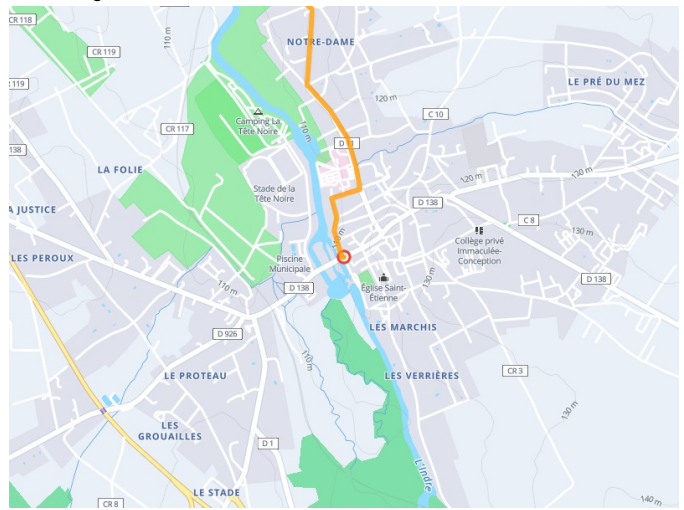 CR 118
110 m
NOTRE-DAME
CR 119
LE PRÉ DU MEZ
119
120 m
C 10
Camping La
Tête Noire
110 m
CR 117
138
LA FOLIE
120 m
130 m
Stade de la
Tête Noire
D 138
A JUSTICE
C 8
130 m
Collège privé
Immaculée-
Conception
LES PEROUX
Piscine
Municipale
D 138
110 m
D 138
Église Saint-
Étienne
130 m
D 926
LES MARCHIS
110 m
LE PROTEAU
LES VERRIÈRES
CR 3
130 m
LES
GROUAILLES
D 1
L'Indre
LE STADE
CR 8
140 m